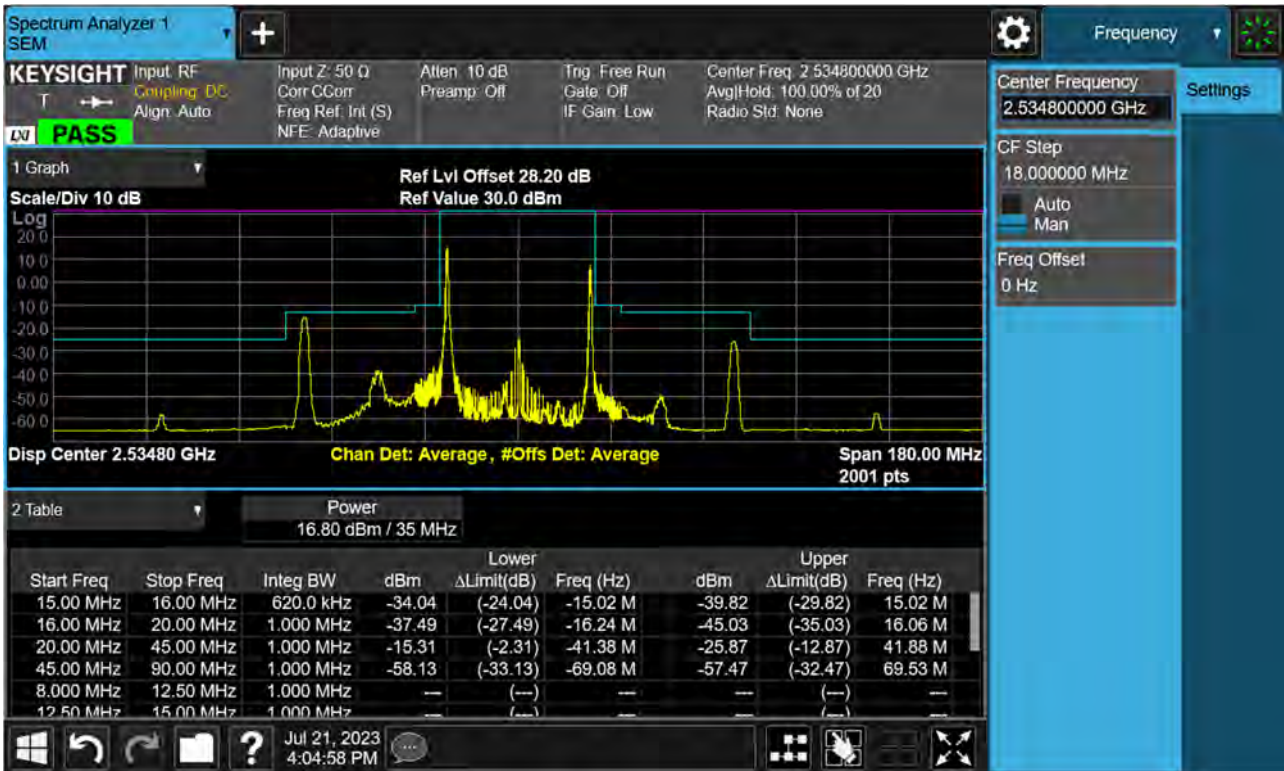 Spectrum Analyzer 1
SEM
+
Frequency
KEYSIGHT
T
LXI
PASS
Input: RF
Coupling: DC
Align: Auto
Input Z: 50 Ω
Corr CCorr
Freq Ref: Int (S)
NFE: Adaptive
Atten: 10 dB
Preamp: Off
Trig: Free Run
Gate: Off
IF Gain: Low
Center Freq: 2.534800000 GHz
Avg|Hold: 100.00% of 20
Radio Std: None
Center Frequency
2.534800000 GHz
Settings
CF Step
18.000000 MHz
Auto
Man
Freq Offset
0 Hz
1 Graph
Ref Lvl Offset 28.20 dB
Scale/Div 10 dB
Ref Value 30.0 dBm
Log
20.0
10.0
0.00
-10.0
-20.0
-30.0
-40.0
-50.0
-60.0
Disp Center 2.53480 GHz
Chan Det: Average, #Offs Det: Average
Span 180.00 MHz
2001 pts
2 Table
Power
16.80 dBm / 35 MHz
Lower Upper
Start Freq Stop Freq Integ BW dBm ΔLimit(dB) Freq (Hz) dBm ΔLimit(dB) Freq (Hz)
15.00 MHz 16.00 MHz 620.0 kHz -34.04 (-24.04) -15.02 M -39.82 (-29.82) 15.02 M
16.00 MHz 20.00 MHz 1.000 MHz -37.49 (-27.49) -16.24 M -45.03 (-35.03) 16.06 M
20.00 MHz 45.00 MHz 1.000 MHz -15.31 (-2.31) -41.38 M -25.87 (-12.87) 41.88 M
45.00 MHz 90.00 MHz 1.000 MHz -58.13 (-33.13) -69.08 M -57.47 (-32.47) 69.53 M
8.000 MHz 12.50 MHz 1.000 MHz --- (---) --- --- (---) ---
12.50 MHz 15.00 MHz 1.000 MHz --- (---) --- --- (---) ---
?
Jul 21, 2023
4:04:58 PM